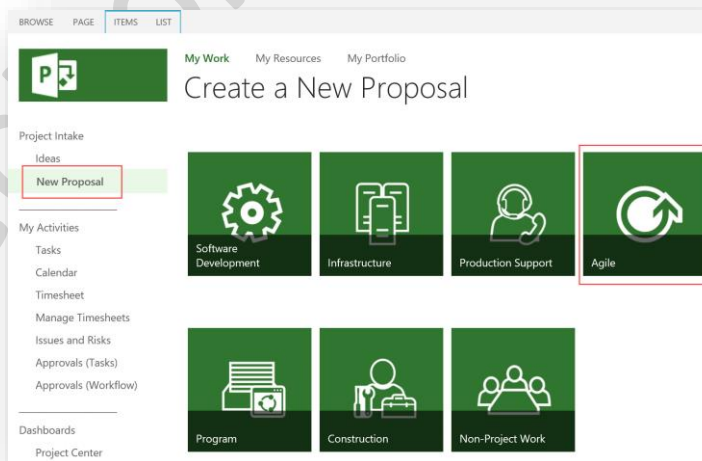 BROWSE PAGE ITEMS LIST
P
My Work My Resources My Portfolio
Create a New Proposal
Project Intake
Ideas
New Proposal
My Activities
Tasks
Calendar
Timesheet
Manage Timesheets
Issues and Risks
Approvals (Tasks)
Approvals (Workflow)
Dashboards
Project Center
Software
Development
Infrastructure
Production Support
Agile
Program
Construction
Non-Project Work